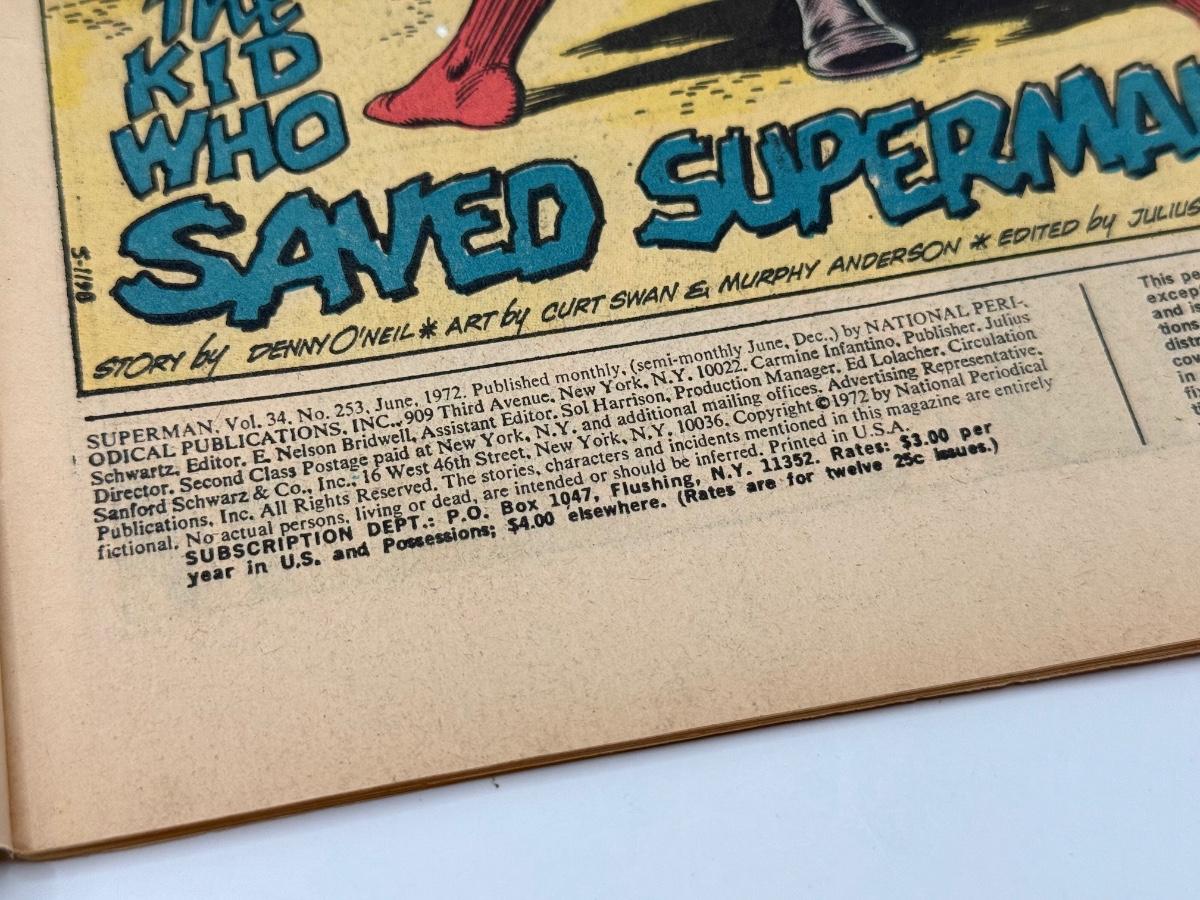 THE
KID
WHO
SAVED SUPERMA
S-1198
STORY by DENNY O'NEIL * ART by CURT SWAN & MURPHY ANDERSON * EDITED by JULIUS
SUPERMAN, Vol. 34, No. 253, June, 1972. Published monthly, (semi-monthly June, Dec.,) by NATIONAL PERI-
ODICAL PUBLICATIONS, INC., 909 Third Avenue, New York, N.Y. 10022. Carmine Infantino, Publisher. Julius
Schwartz, Editor. E. Nelson Bridwell, Assistant Editor. Sol Harrison, Production Manager. Ed Lolacher, Circulation
Director. Second Class Postage paid at New York, N.Y. and additional mailing offices. Advertising Representative,
Sanford Schwarz & Co., Inc., 16 West 46th Street, New York, N.Y. 10036. Copyright ©1972 by National Periodical
Publications, Inc. All Rights Reserved. The stories, characters and incidents mentioned in this magazine are entirely
fictional. No actual persons, living or dead, are intended or should be inferred. Printed in U.S.A.
SUBSCRIPTION DEPT.: P.O. Box 1047, Flushing, N.Y. 11352. Rates: $3.00 per
year in U.S. and Possessions; $4.00 elsewhere. (Rates are for twelve 25c issues.)
This pe
excep
and is
tiona
distr
con
in